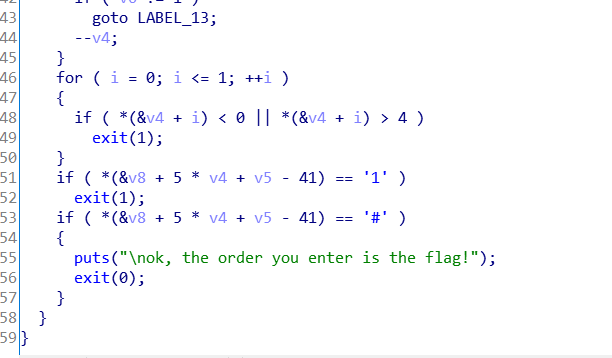 43 goto LABEL_13;
44 --v4;
45 }
46 for ( i = 0; i <= 1; ++i )
47 {
48 if ( *(&v4 + i) < 0 || *(&v4 + i) > 4 )
49 exit(1);
50 }
51 if ( *(&v8 + 5 * v4 + v5 - 41) == '1' )
52 exit(1);
53 if ( *(&v8 + 5 * v4 + v5 - 41) == '#' )
54 {
55 puts("\nok, the order you enter is the flag!");
56 exit(0);
57 }
58 }
59 }